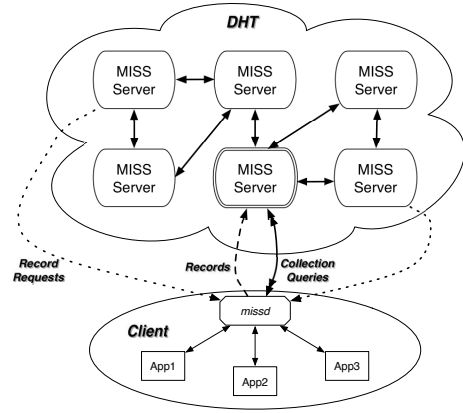 DHT
MISS
Server
MISS
Server
MISS
Server
MISS
Server
MISS
Server
MISS
Server
Record
Requests
Records
Collection
Queries
missd
Client
App1
App2
App3